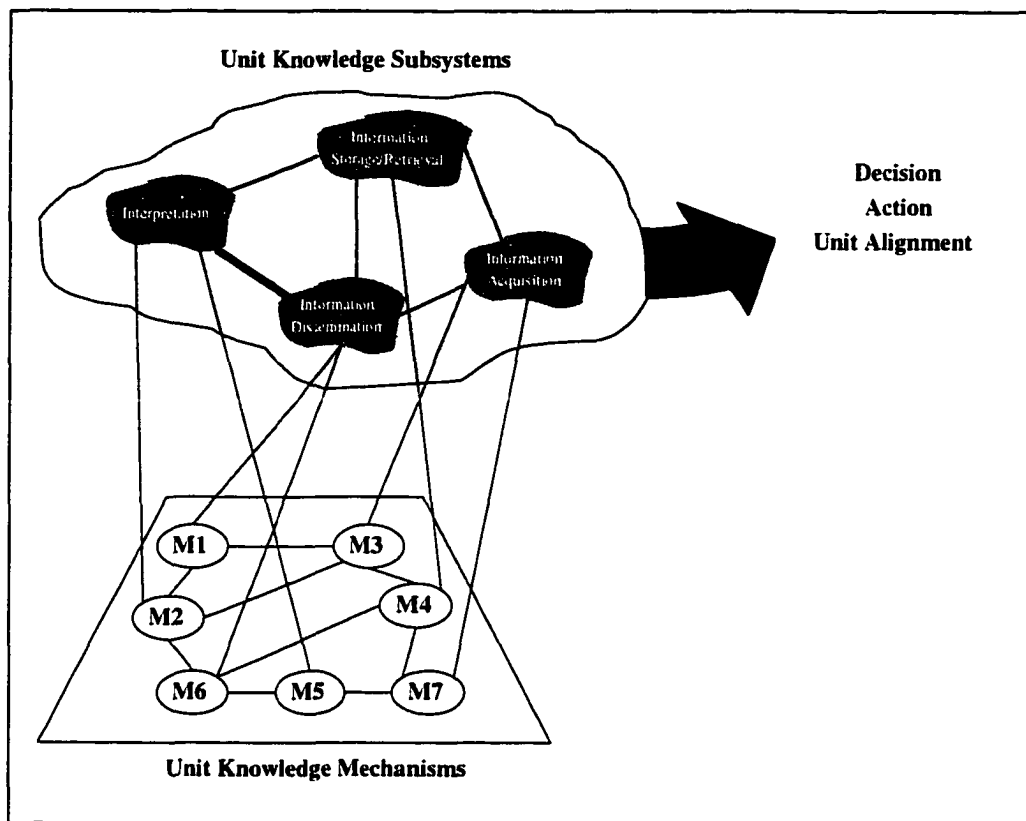 Unit Knowledge Subsystems
Information
Storage/Retrieval
Interpretation
Information
Acquisition
Information
Dissemination
Decision
Action
Unit Alignment
M1
M3
M2
M4
M6
M5
M7
Unit Knowledge Mechanisms